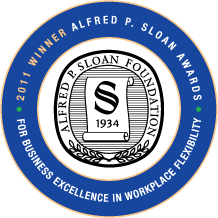 • 2011 WINNER ALFRED P. SLOAN AWARDS •
FOR BUSINESS EXCELLENCE IN WORKPLACE FLEXIBILITY
ALFRED P. SLOAN FOUNDATION
S
1934